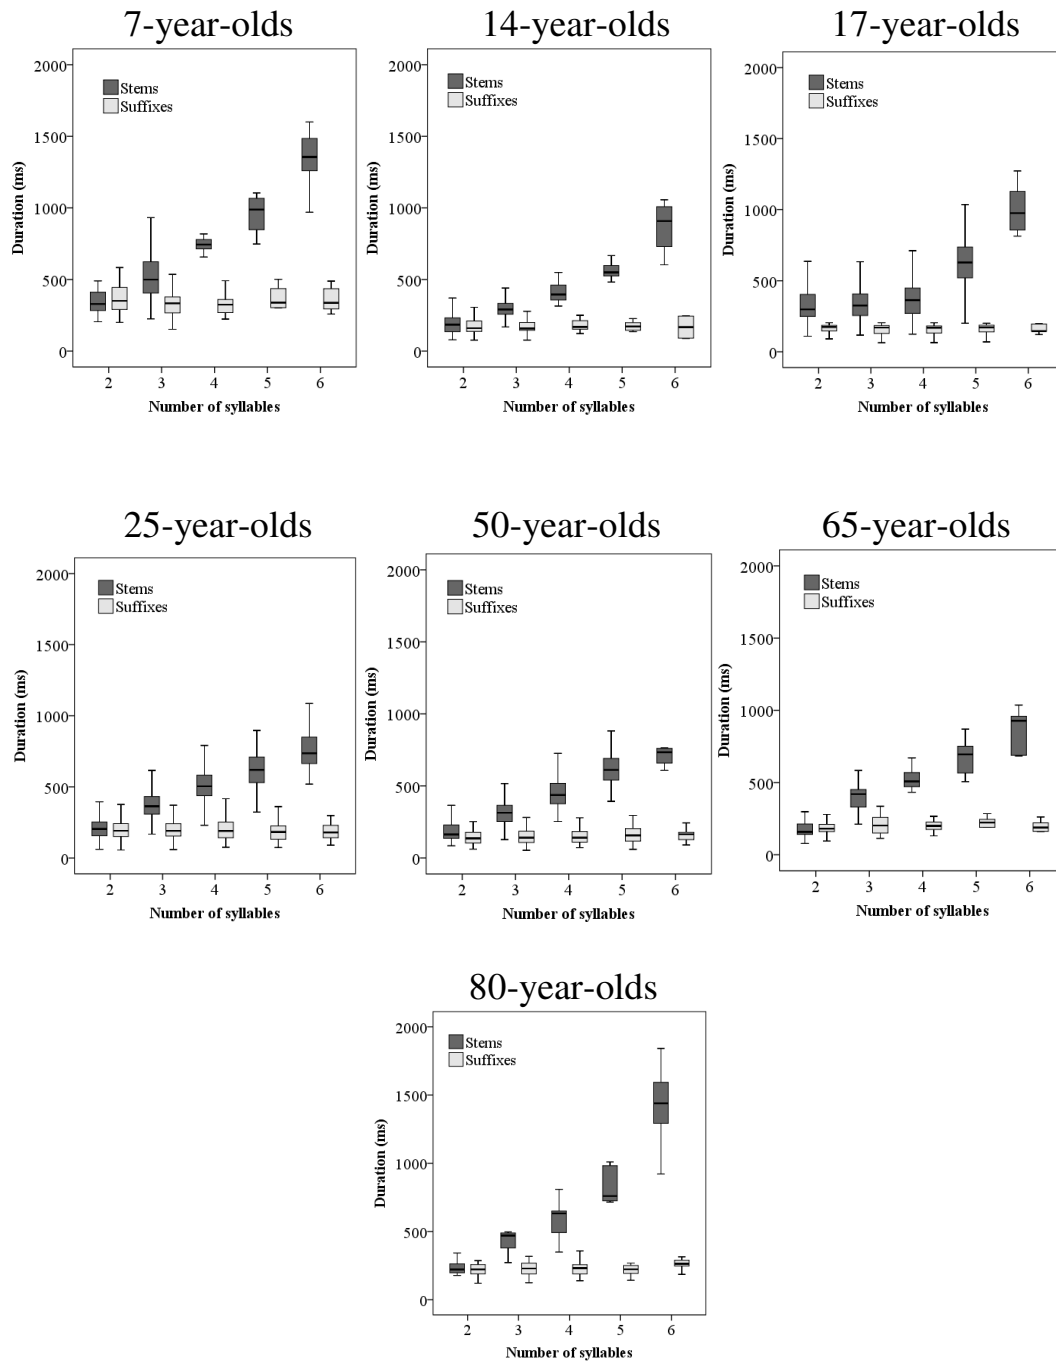 7-year-olds
2000
1500
1000
500
0
Duration (ms)
Stems
Suffixes
2 3 4 5 6
Number of syllables
14-year-olds
2000
1500
1000
500
0
Duration (ms)
Stems
Suffixes
2 3 4 5 6
Number of syllables
17-year-olds
2000
1500
1000
500
0
Duration (ms)
Stems
Suffixes
2 3 4 5 6
Number of syllables
25-year-olds
2000
1500
1000
500
0
Duration (ms)
Stems
Suffixes
2 3 4 5 6
Number of syllables
50-year-olds
2000
1500
1000
500
0
Duration (ms)
Stems
Suffixes
2 3 4 5 6
Number of syllables
65-year-olds
2000
1500
1000
500
0
Duration (ms)
Stems
Suffixes
2 3 4 5 6
Number of syllables
80-year-olds
2000
1500
1000
500
0
Duration (ms)
Stems
Suffixes
2 3 4 5 6
Number of syllables